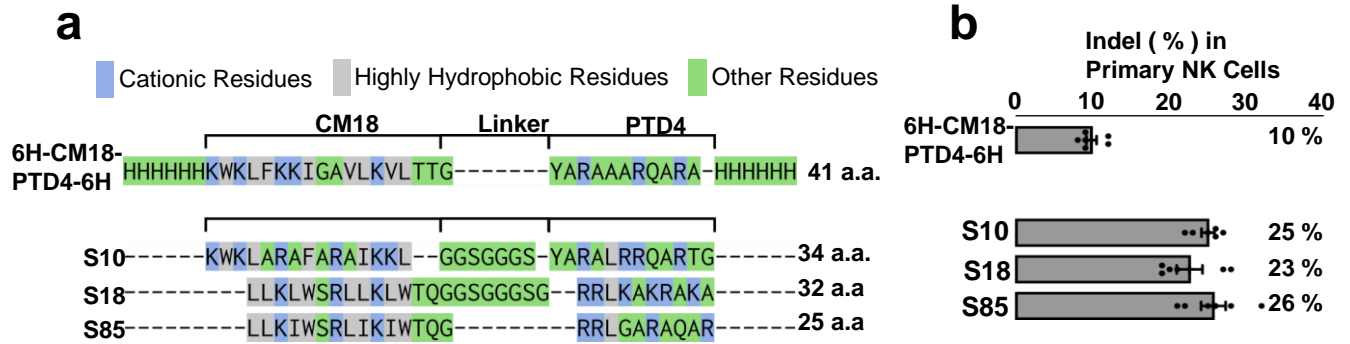 a
Cationic Residues Highly Hydrophobic Residues Other Residues
CM18 Linker PTD4
6H-CM18-
PTD4-6H
HHHHHHKWKLFKKIGAVLKVLTTG-------YARAAARQARA-HHHHHH 41 a.a.
S10 ------KWKLARAFARAIKKL--GGSGGGS-YARALRRQARTG------ 34 a.a.
S18 ---------LLKLWSRLLKLWTQGGSGGGSG--RRLKAKRAKA------ 32 a.a
S85 ---------LLKIWSRLIKIWTQG---------RRLGARAQAR------ 25 a.a
b
Indel ( % ) in
Primary NK Cells
0 10 20 30 40
6H-CM18-
PTD4-6H
10 %
S10 25 %
S18 23 %
S85 26 %